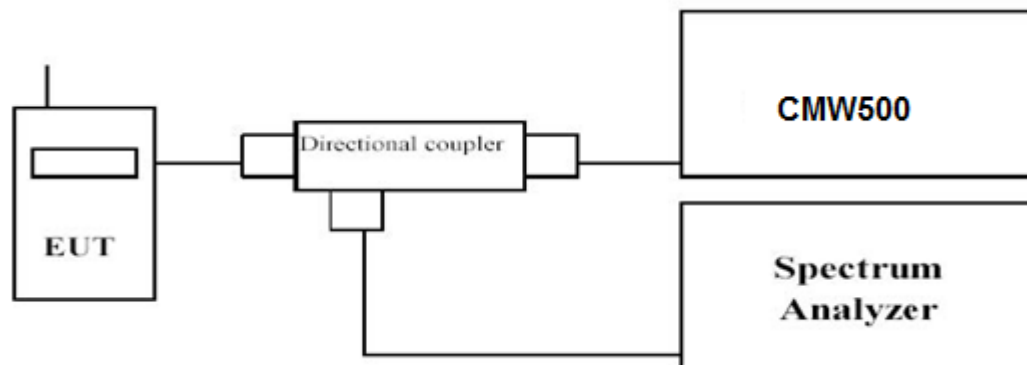 CMW500
Directional coupler
EUT
Spectrum
Analyzer